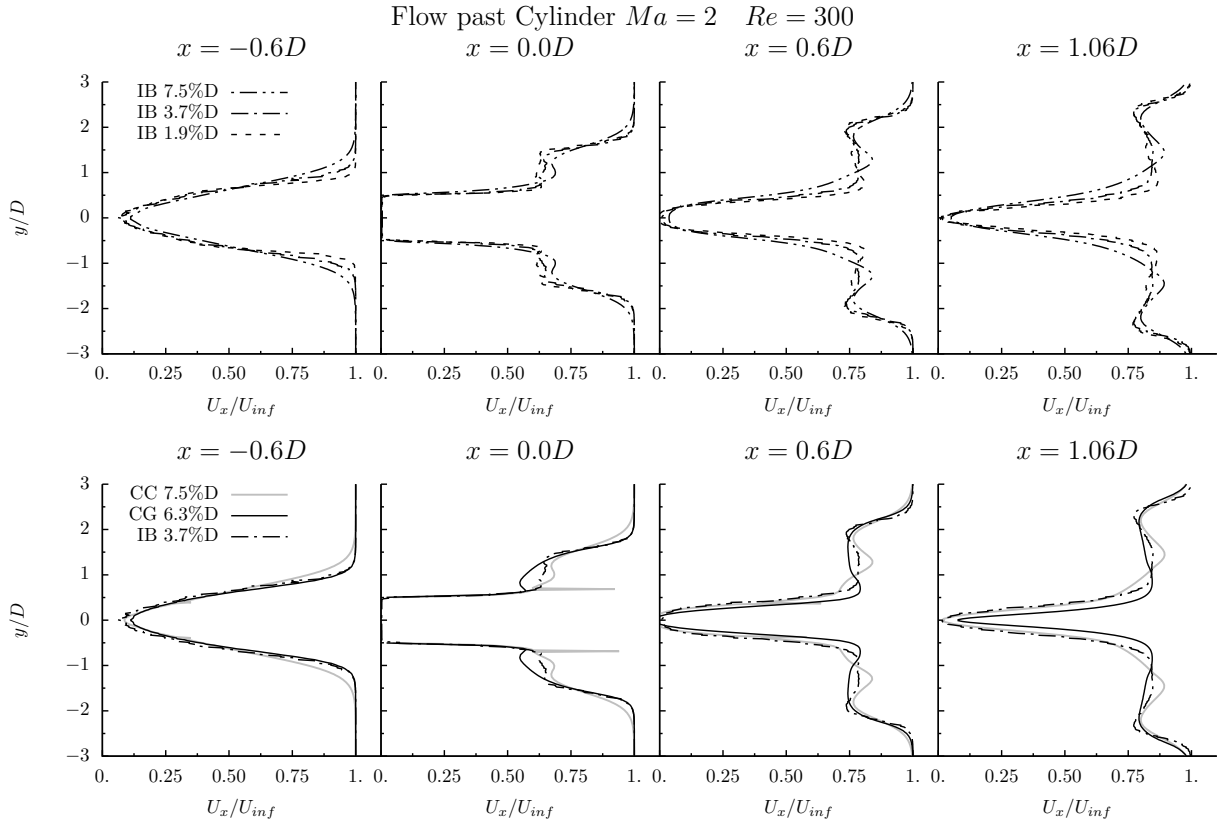 Flow past Cylinder Ma = 2 Re = 300
x = −0.6D x = 0.0D x = 0.6D x = 1.06D
IB 7.5%D
IB 3.7%D
IB 1.9%D
3
2
1
0
−1
−2
−3
y/D
0. 0.25 0.50 0.75 1. 0. 0.25 0.50 0.75 1. 0. 0.25 0.50 0.75 1. 0. 0.25 0.50 0.75 1.
U_x/U_inf U_x/U_inf U_x/U_inf U_x/U_inf
x = −0.6D x = 0.0D x = 0.6D x = 1.06D
CC 7.5%D
CG 6.3%D
IB 3.7%D
3
2
1
0
−1
−2
−3
y/D
0. 0.25 0.50 0.75 1. 0. 0.25 0.50 0.75 1. 0. 0.25 0.50 0.75 1. 0. 0.25 0.50 0.75 1.
U_x/U_inf U_x/U_inf U_x/U_inf U_x/U_inf